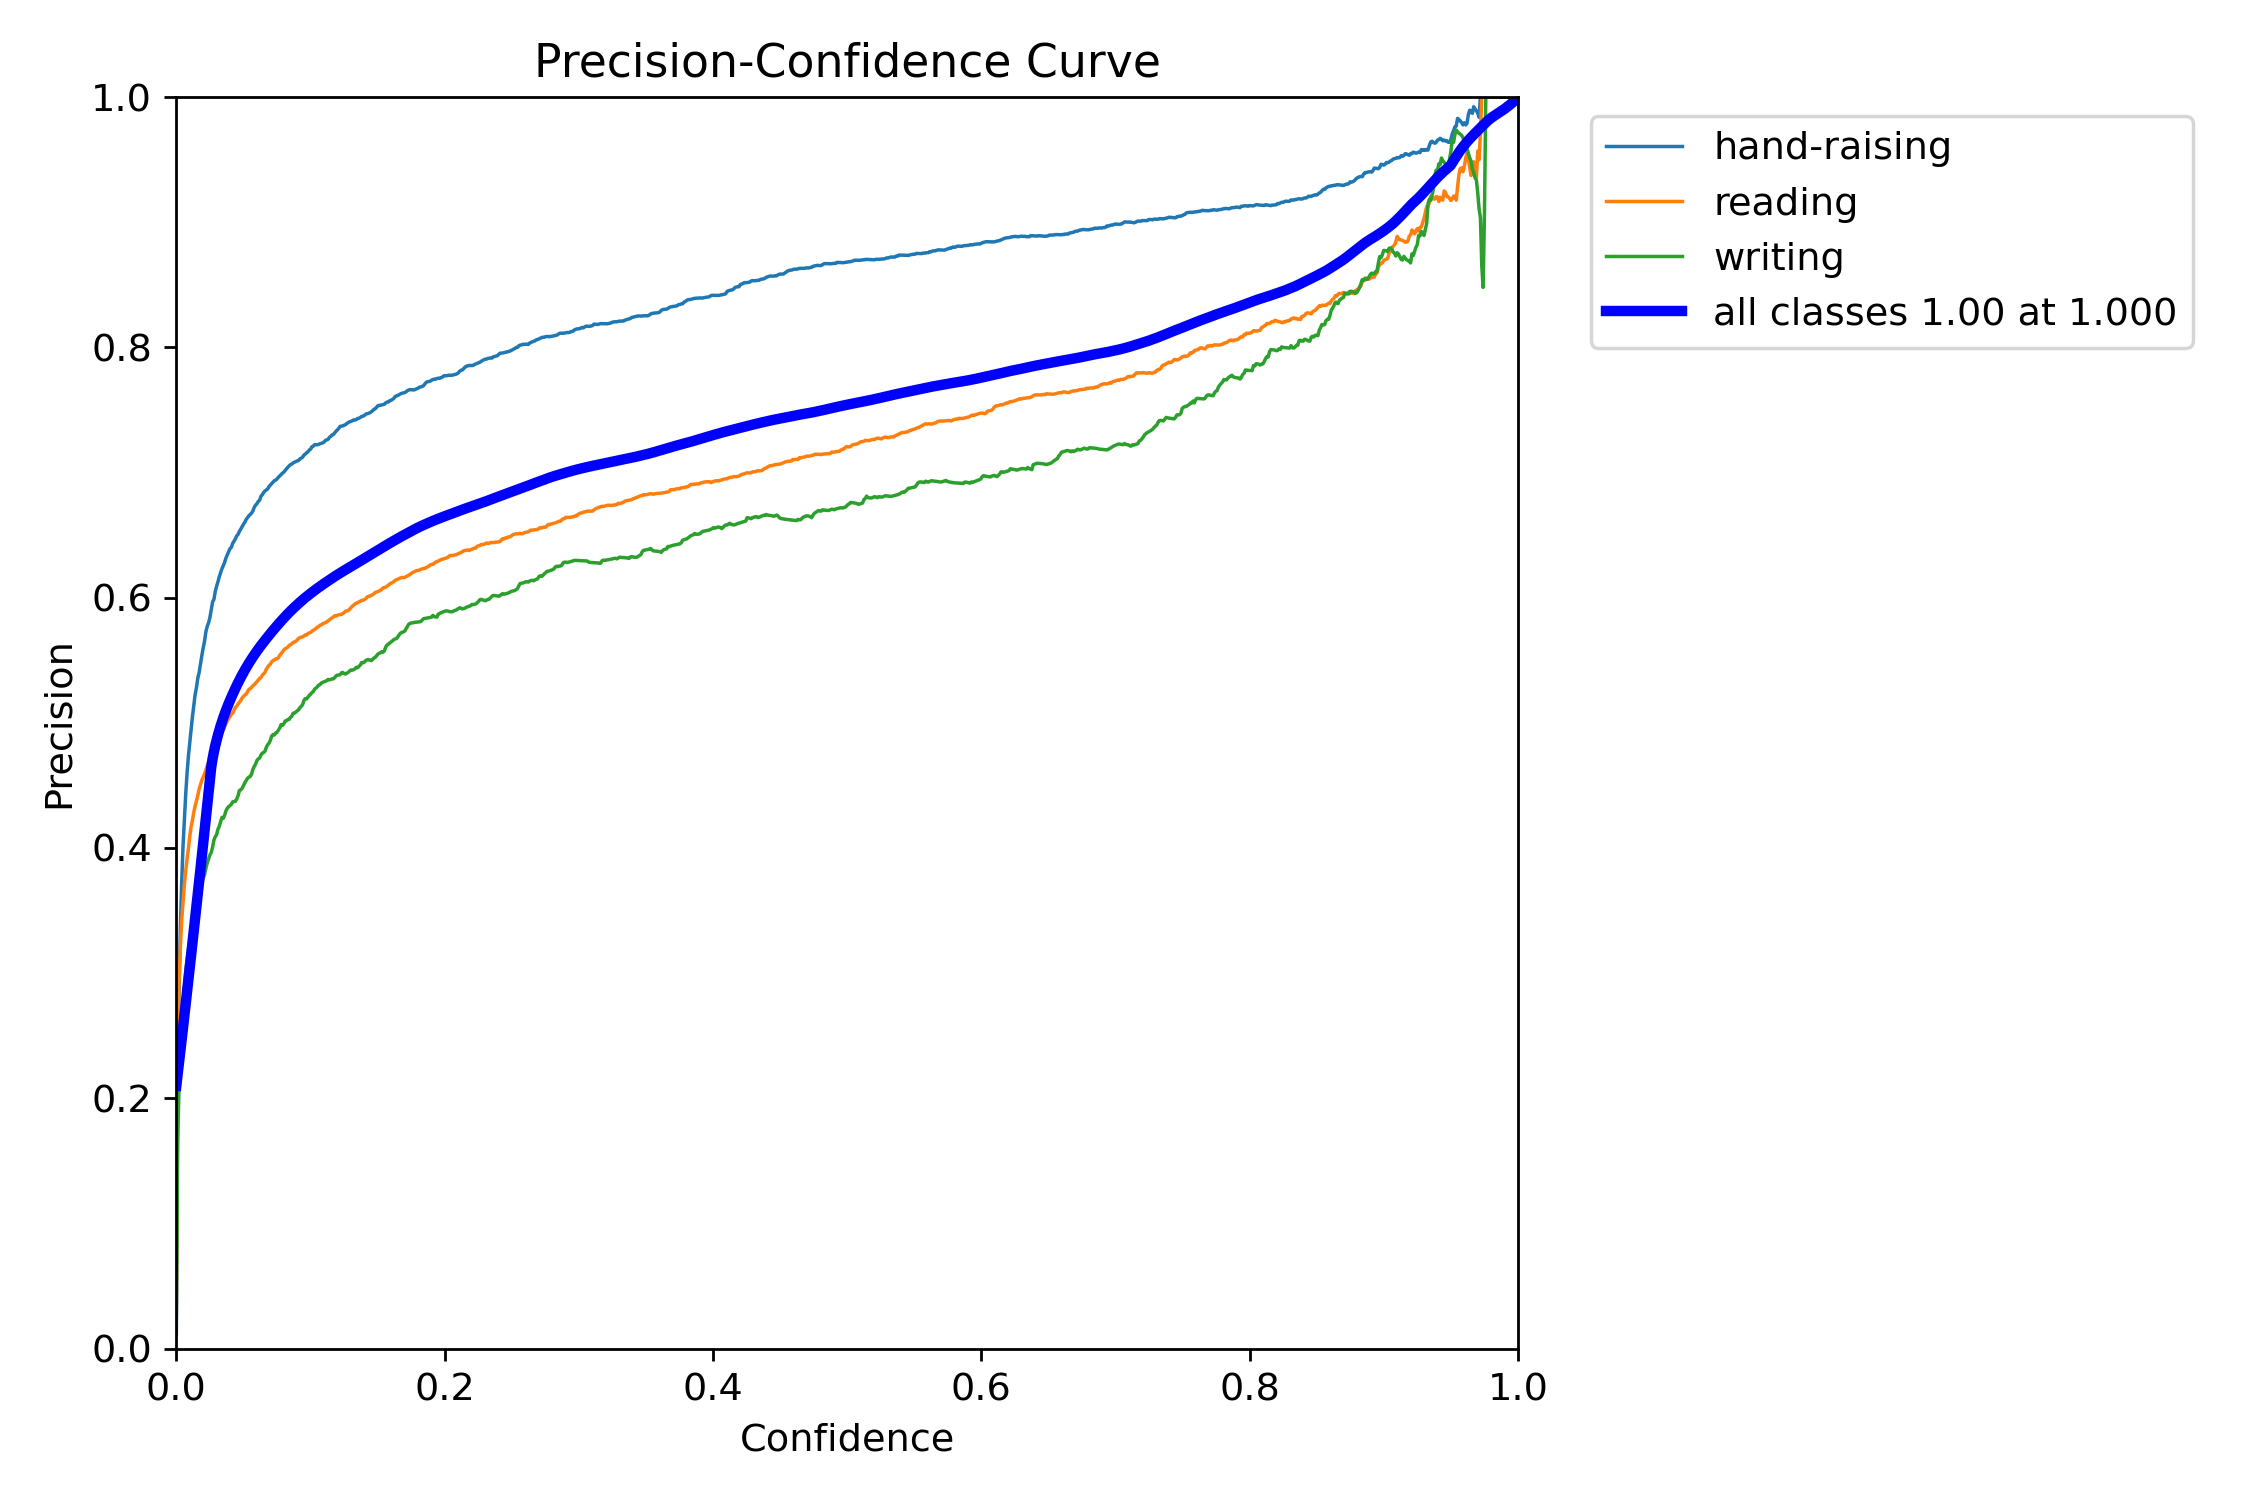 Precision-Confidence Curve
1.0
0.8
0.6
0.4
0.2
0.0
Precision
0.0 0.2 0.4 0.6 0.8 1.0
Confidence
hand-raising
reading
writing
all classes 1.00 at 1.000